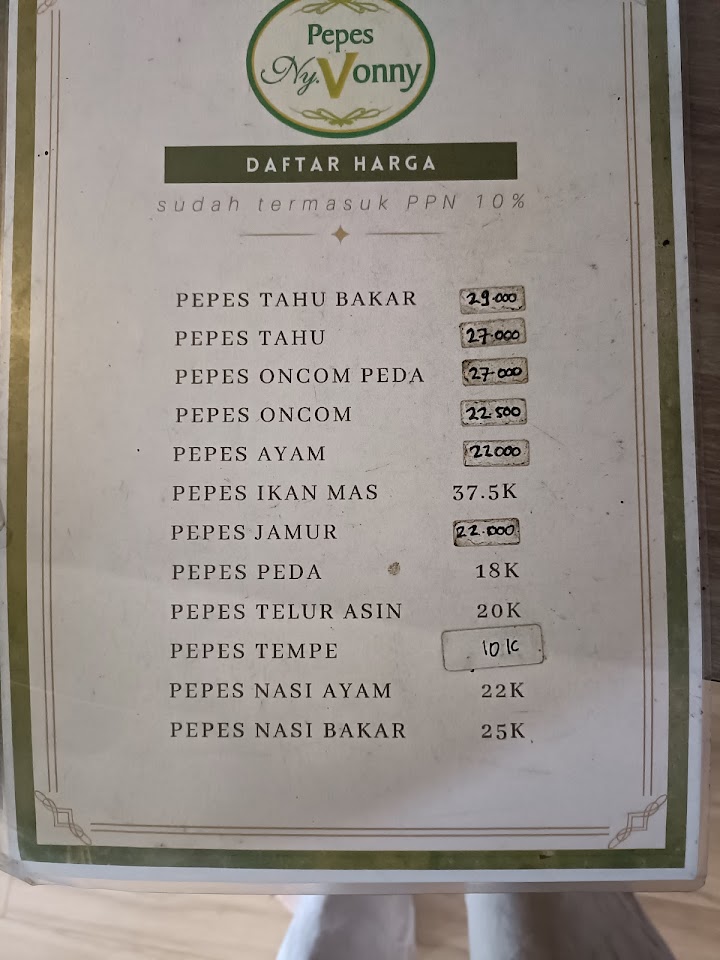 Pepes
Ny. Vonny
DAFTAR HARGA
sudah termasuk PPN 10%
PEPES TAHU BAKAR 29.000
PEPES TAHU 27.000
PEPES ONCOM PEDA 27.000
PEPES ONCOM 22.500
PEPES AYAM 22000
PEPES IKAN MAS 37.5K
PEPES JAMUR 22.000
PEPES PEDA 18K
PEPES TELUR ASIN 20K
PEPES TEMPE 10K
PEPES NASI AYAM 22K
PEPES NASI BAKAR 25K